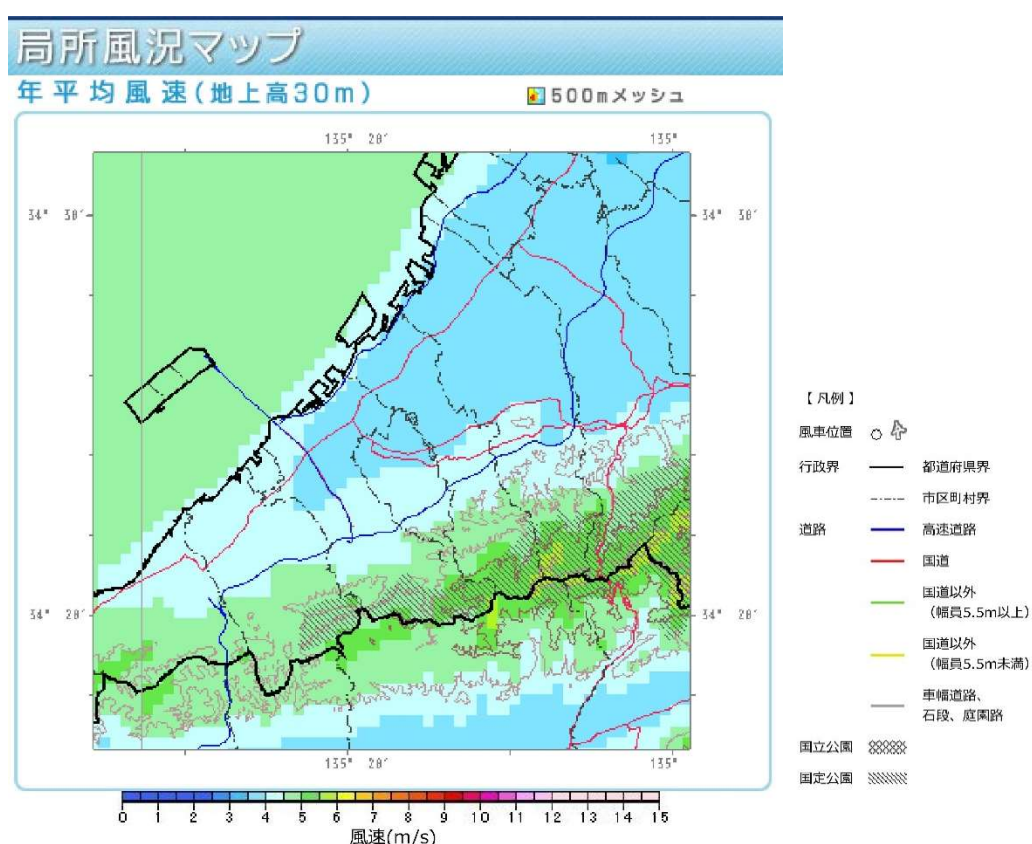 局所風況マップ
年平均風速(地上高30m)
500mメッシュ
135° 20′
135°
34° 30′
34° 30′
34° 20′
34° 20′
135° 20′
135°
0 1 2 3 4 5 6 7 8 9 10 11 12 13 14 15
風速(m/s)
【凡例】
風車位置
行政界
都道府県界
市区町村界
道路
高速道路
国道
国道以外
(幅員5.5m以上)
国道以外
(幅員5.5m未満)
車幅道路、
石段、庭園路
国立公園
国定公園